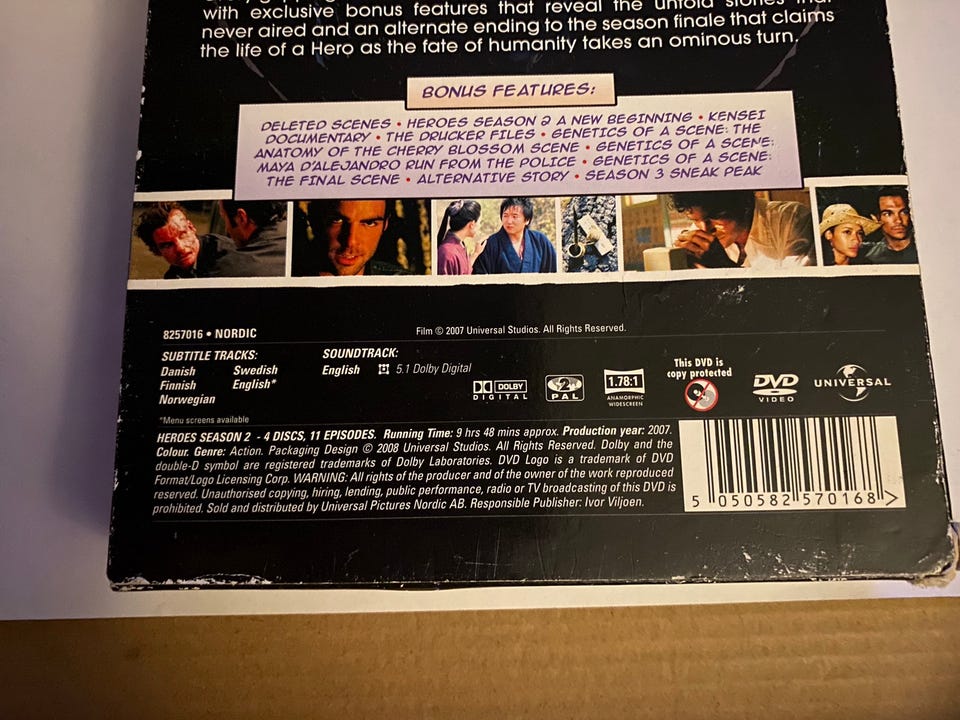 with exclusive bonus features that reveal the untold stories that
never aired and an alternate ending to the season finale that claims
the life of a Hero as the fate of humanity takes an ominous turn.
BONUS FEATURES:
DELETED SCENES • HEROES SEASON 2 A NEW BEGINNING • KENSEI
DOCUMENTARY • THE DRUCKER FILES • GENETICS OF A SCENE: THE
ANATOMY OF THE CHERRY BLOSSOM SCENE • GENETICS OF A SCENE:
MAYA D'ALEJANDRO RUN FROM THE POLICE • GENETICS OF A SCENE:
THE FINAL SCENE • ALTERNATIVE STORY • SEASON 3 SNEAK PEAK
8257016 • NORDIC
Film © 2007 Universal Studios. All Rights Reserved.
SUBTITLE TRACKS:
Danish Swedish
Finnish English*
Norwegian
*Menu screens available
SOUNDTRACK:
English 5.1 Dolby Digital
DOLBY
DIGITAL
2
PAL
1.78:1
ANAMORPHIC
WIDESCREEN
This DVD is
copy protected
DVD
VIDEO
UNIVERSAL
HEROES SEASON 2 - 4 DISCS, 11 EPISODES. Running Time: 9 hrs 48 mins approx. Production year: 2007.
Colour. Genre: Action. Packaging Design © 2008 Universal Studios. All Rights Reserved. Dolby and the
double-D symbol are registered trademarks of Dolby Laboratories. DVD Logo is a trademark of DVD
Format/Logo Licensing Corp. WARNING: All rights of the producer and of the owner of the work reproduced
reserved. Unauthorised copying, hiring, lending, public performance, radio or TV broadcasting of this DVD is
prohibited. Sold and distributed by Universal Pictures Nordic AB. Responsible Publisher: Ivor Viljoen.
5 050582 570168 >